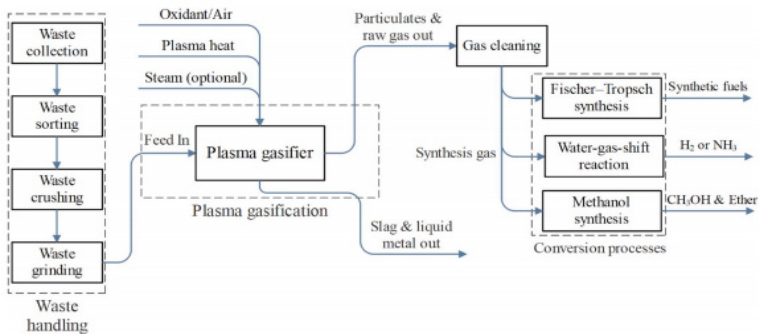 Waste
collection
Waste
sorting
Waste
crushing
Waste
grinding
Waste
handling
Oxidant/Air
Plasma heat
Steam (optional)
Feed In
Plasma gasifier
Plasma gasification
Particulates &
raw gas out
Slag & liquid
metal out
Gas cleaning
Synthesis gas
Fischer–Tropsch
synthesis
Water-gas-shift
reaction
Methanol
synthesis
Conversion processes
Synthetic fuels
H₂ or NH₃
CH₃OH & Ether